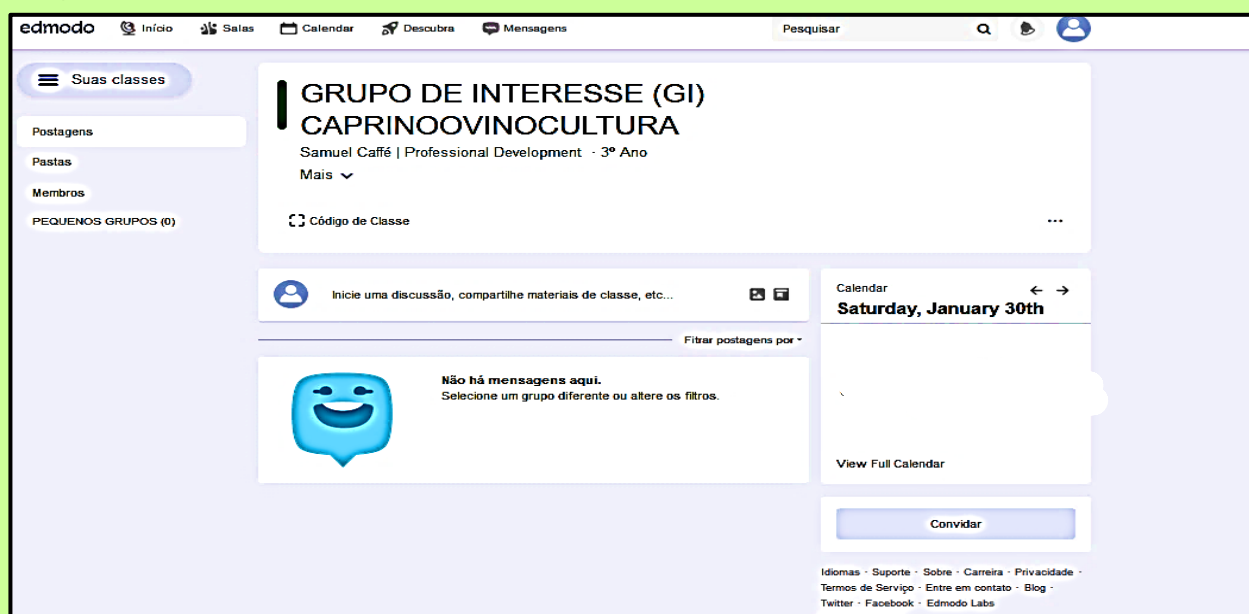 edmodo Início Salas Calendar Descubra Mensagens Pesquisar
Suas classes
Postagens
Pastas
Membros
PEQUENOS GRUPOS (0)
GRUPO DE INTERESSE (GI)
CAPRINOOVINOCULTURA
Samuel Caffé | Professional Development · 3º Ano
Mais
Código de Classe
Inicie uma discussão, compartilhe materiais de classe, etc...
Fitrar postagens por
Não há mensagens aqui.
Selecione um grupo diferente ou altere os filtros.
Calendar
Saturday, January 30th
View Full Calendar
Convidar
Idiomas · Suporte · Sobre · Carreira · Privacidade ·
Termos de Serviço · Entre em contato · Blog ·
Twitter · Facebook · Edmodo Labs